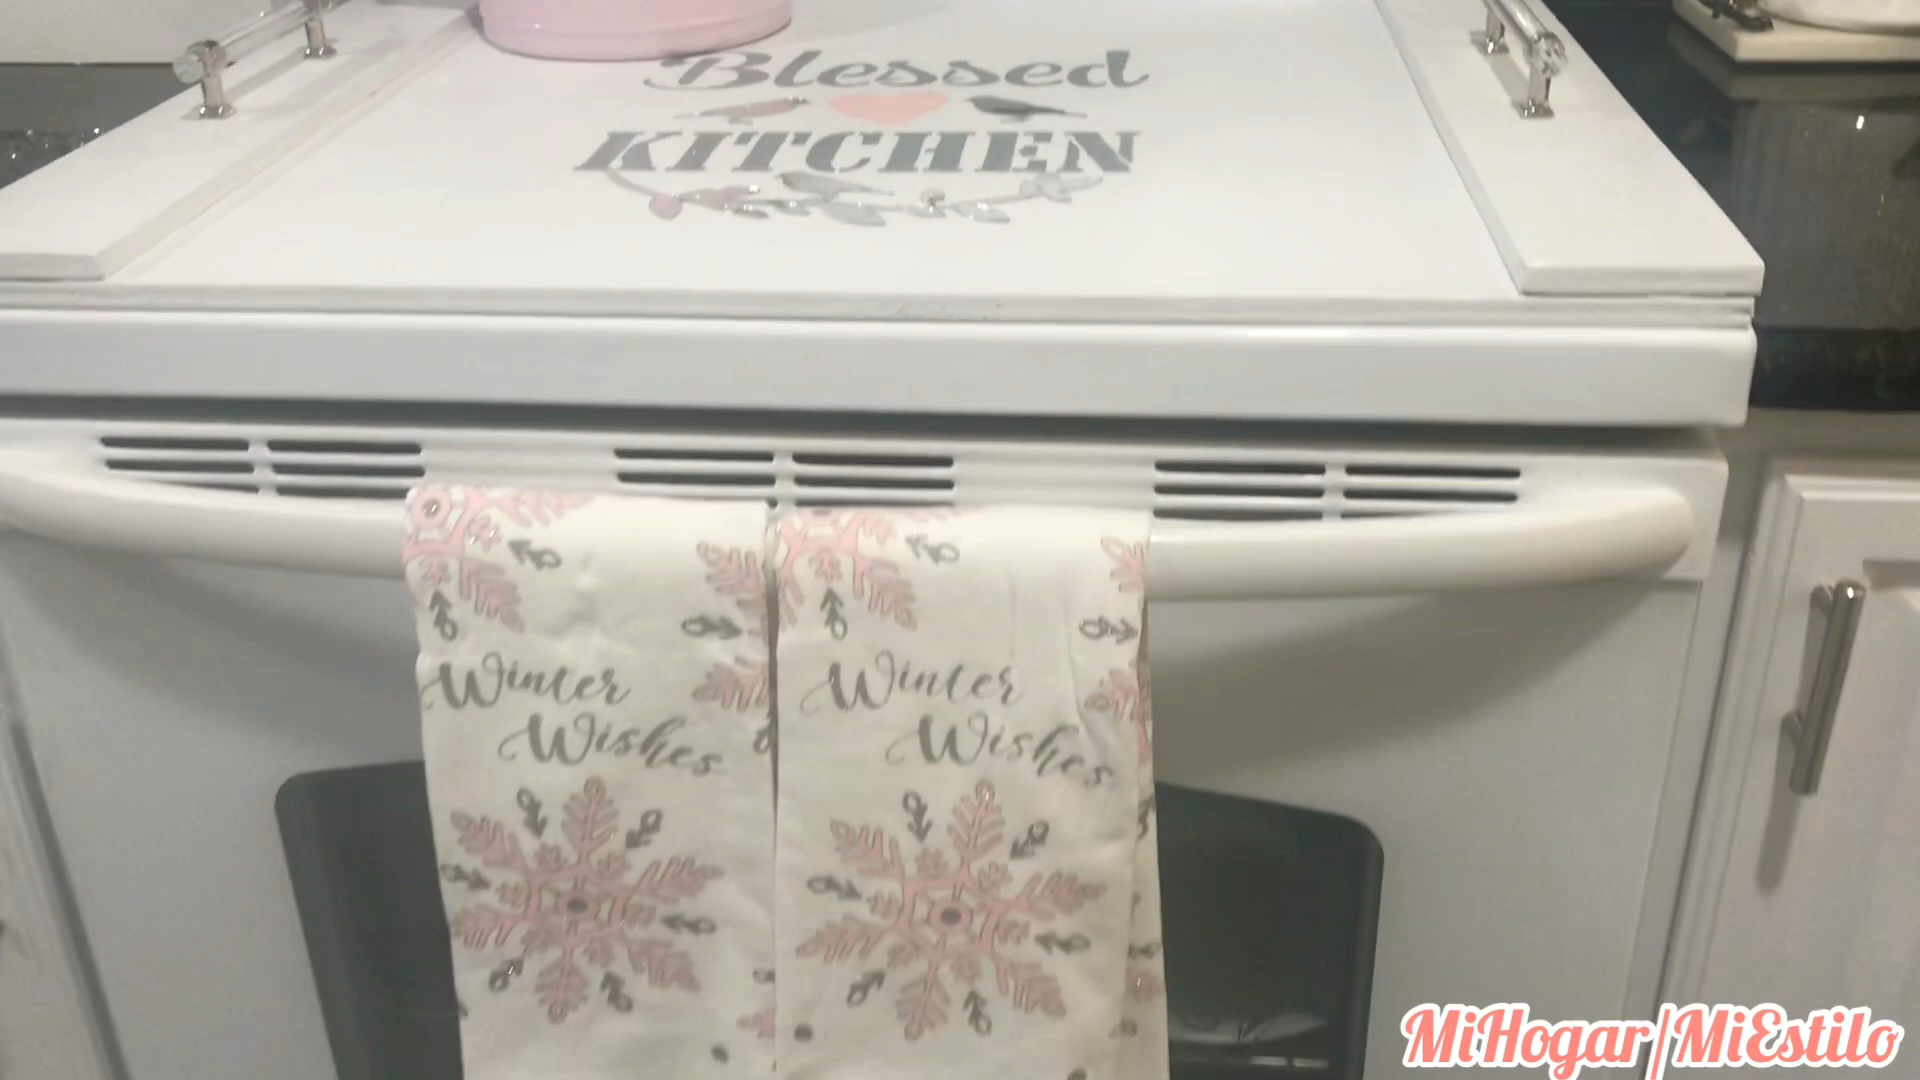 Blessed
KITCHEN
Winter
Wishes
Winter
Wishes
MiHogar|MiEstilo